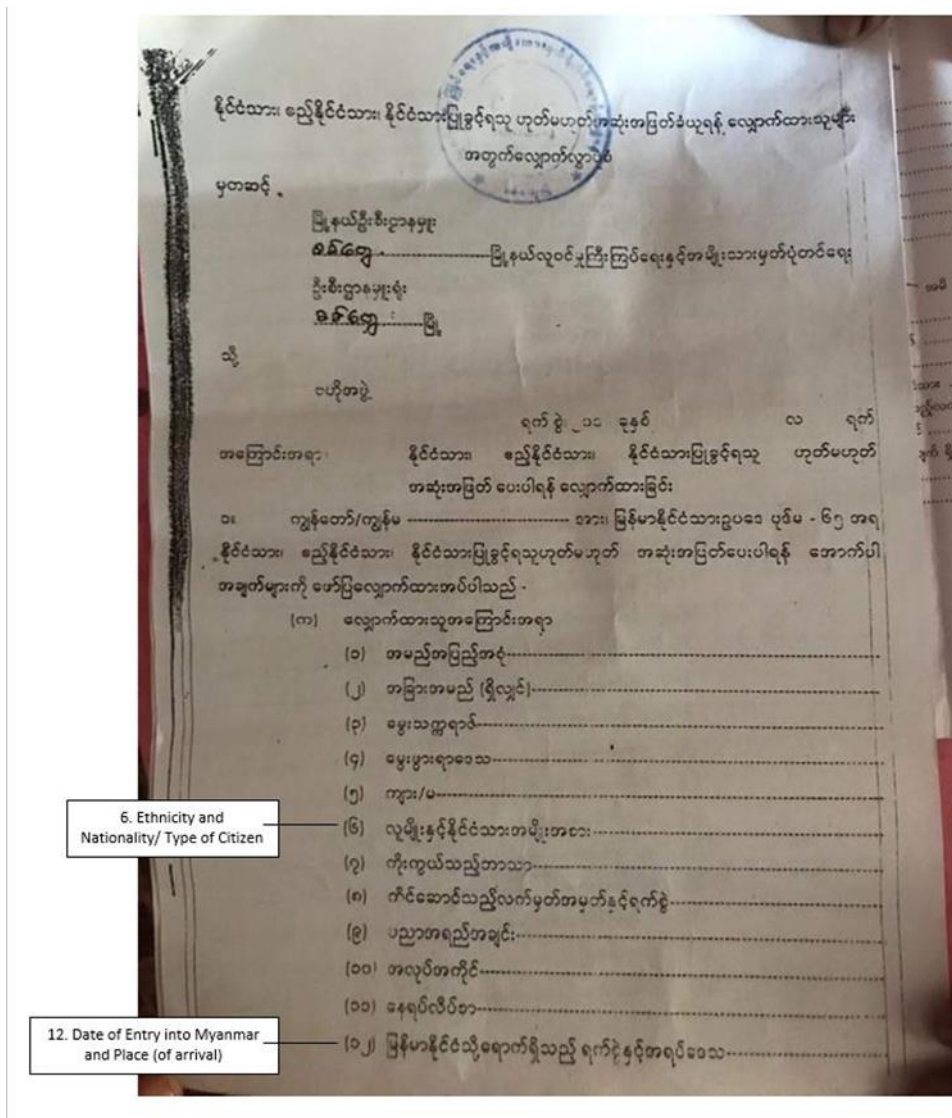 နိုင်ငံသား၊ ဧည့်နိုင်ငံသား၊ နိုင်ငံသားပြုခွင့်ရသူ ဟုတ်မဟုတ်အဆုံးအဖြတ်ခံယူရန် လျှောက်ထားသူများ
အတွက်လျှောက်လွှာပုံစံ
မှတဆင့်
မြို့နယ်ဦးစီးဌာနမှူး
စစ်တွေ မြို့နယ်လူဝင်မှုကြီးကြပ်ရေးနှင့်အမျိုးသားမှတ်ပုံတင်ရေး
ဦးစီးဌာနမှူးရုံး
စစ်တွေ မြို့
သို့
ဗဟိုအဖွဲ့
ရက်စွဲ၊ ၂၀၁ ခုနှစ် လ ရက်
အကြောင်းအရာ။ နိုင်ငံသား၊ ဧည့်နိုင်ငံသား၊ နိုင်ငံသားပြုခွင့်ရသူ ဟုတ်မဟုတ်
အဆုံးအဖြတ် ပေးပါရန် လျှောက်ထားခြင်း
၁။ ကျွန်တော်/ကျွန်မ ---------- အား၊ မြန်မာနိုင်ငံသားဥပဒေ ပုဒ်မ - ၆၅ အရ
နိုင်ငံသား၊ ဧည့်နိုင်ငံသား၊ နိုင်ငံသားပြုခွင့်ရသူဟုတ်မဟုတ် အဆုံးအဖြတ်ပေးပါရန် အောက်ပါ
အချက်များကို ဖော်ပြလျှောက်ထားအပ်ပါသည် -
(က) လျှောက်ထားသူအကြောင်းအရာ
(၁) အမည်အပြည့်အစုံ
(၂) အခြားအမည် (ရှိလျှင်)
(၃) မွေးသက္ကရာဇ်
(၄) မွေးဖွားရာဒေသ
(၅) ကျား/မ
6. Ethnicity and
Nationality/ Type of Citizen
(၆) လူမျိုးနှင့်နိုင်ငံသားအမျိုးအစား
(၇) ကိုးကွယ်သည့်ဘာသာ
(၈) ကိုင်ဆောင်သည့်လက်မှတ်အမှတ်နှင့်ရက်စွဲ
(၉) ပညာအရည်အချင်း
(၁၀) အလုပ်အကိုင်
(၁၁) နေရပ်လိပ်စာ
12. Date of Entry into Myanmar
and Place (of arrival)
(၁၂) မြန်မာနိုင်ငံသို့ရောက်ရှိသည့် ရက်စွဲနှင့်အရပ်ဒေသ